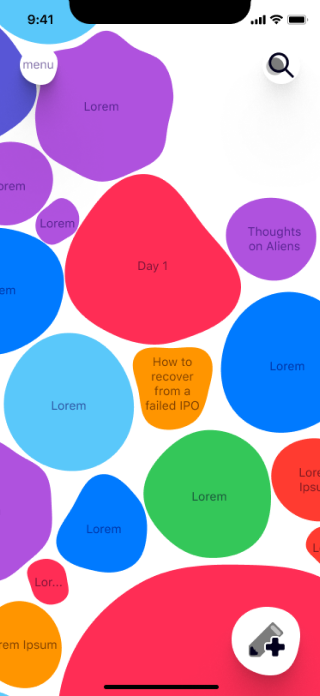 9:41
menu
Lorem
orem
Lorem
Thoughts
on Aliens
Day 1
em
Lorem
How to
recover
from a
failed IPO
Lorem
Lorem
Lore
Ipsu
Lorem
L
Lor...
rem Ipsum